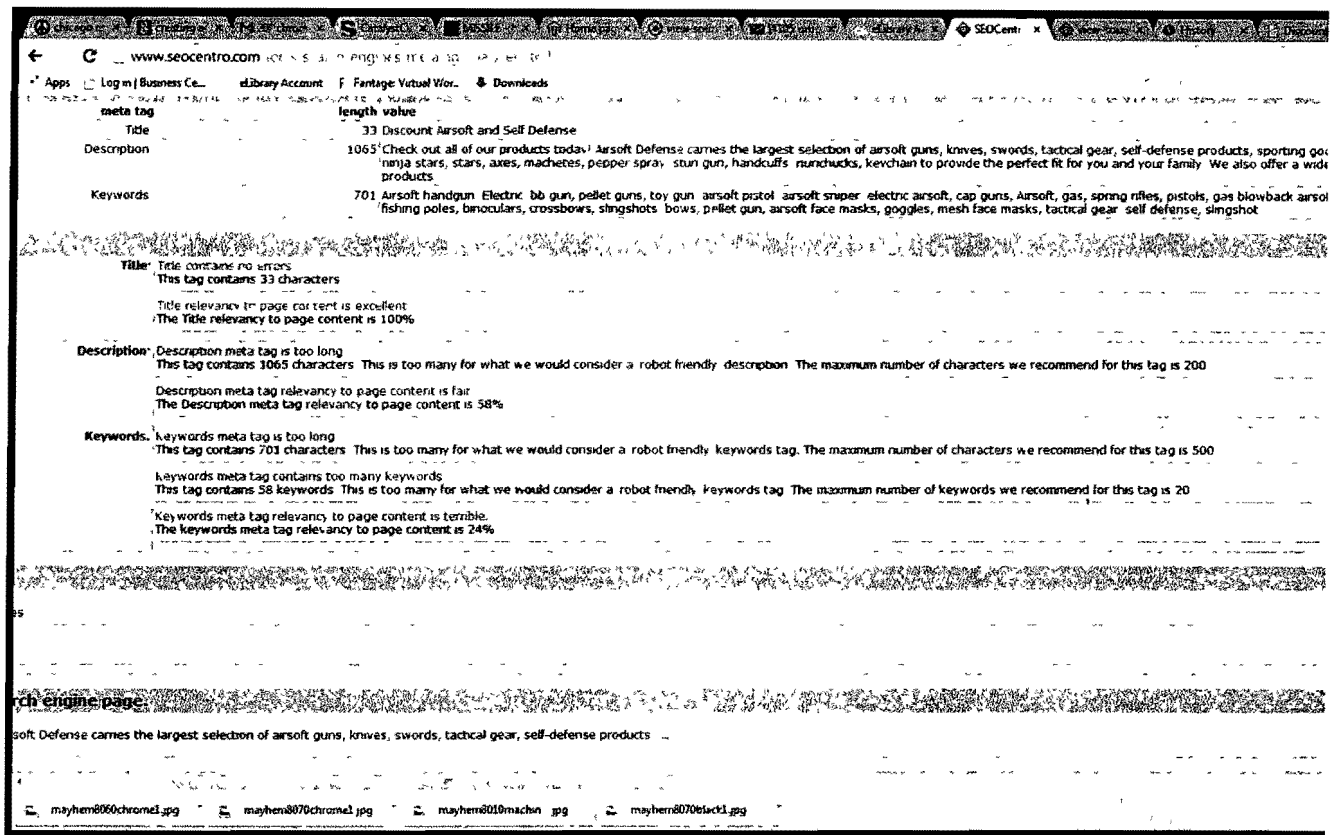 SEOCentr x
www.seocentro.com
Apps Log in | Business Ce... eLibrary Account F Fantage: Virtual Wor... Downloads
meta tag length value
Title 33 Discount Airsoft and Self Defense
Description 1065 Check out all of our products today! Airsoft Defense carries the largest selection of airsoft guns, knives, swords, tactical gear, self-defense products, sporting goo
ninja stars, stars, axes, machetes, pepper spray stun gun, handcuffs nunchucks, keychain to provide the perfect fit for you and your family We also offer a wide
products
Keywords 701 Airsoft handgun Electric bb gun, pellet guns, toy gun airsoft pistol airsoft sniper electric airsoft, cap guns, Airsoft, gas, spring rifles, pistols, gas blowback airsof
fishing poles, binoculars, crossbows, slingshots bows, pellet gun, airsoft face masks, goggles, mesh face masks, tactical gear self defense, slingshot
Title: Title contains no errors
This tag contains 33 characters
Title relevancy to page content is excellent
The Title relevancy to page content is 100%
Description: Description meta tag is too long
This tag contains 1065 characters This is too many for what we would consider a robot friendly description The maximum number of characters we recommend for this tag is 200
Description meta tag relevancy to page content is fair
The Description meta tag relevancy to page content is 58%
Keywords. Keywords meta tag is too long
This tag contains 701 characters This is too many for what we would consider a robot friendly keywords tag. The maximum number of characters we recommend for this tag is 500
Keywords meta tag contains too many keywords
This tag contains 58 keywords This is too many for what we would consider a robot friendly keywords tag The maximum number of keywords we recommend for this tag is 20
Keywords meta tag relevancy to page content is terrible.
The keywords meta tag relevancy to page content is 24%
es
rch engine page:
soft Defense carries the largest selection of airsoft guns, knives, swords, tactical gear, self-defense products ...
mayhem8060chrome1.jpg mayhem8070chrome1.jpg mayhem8010machin .jpg mayhem8070black1.jpg